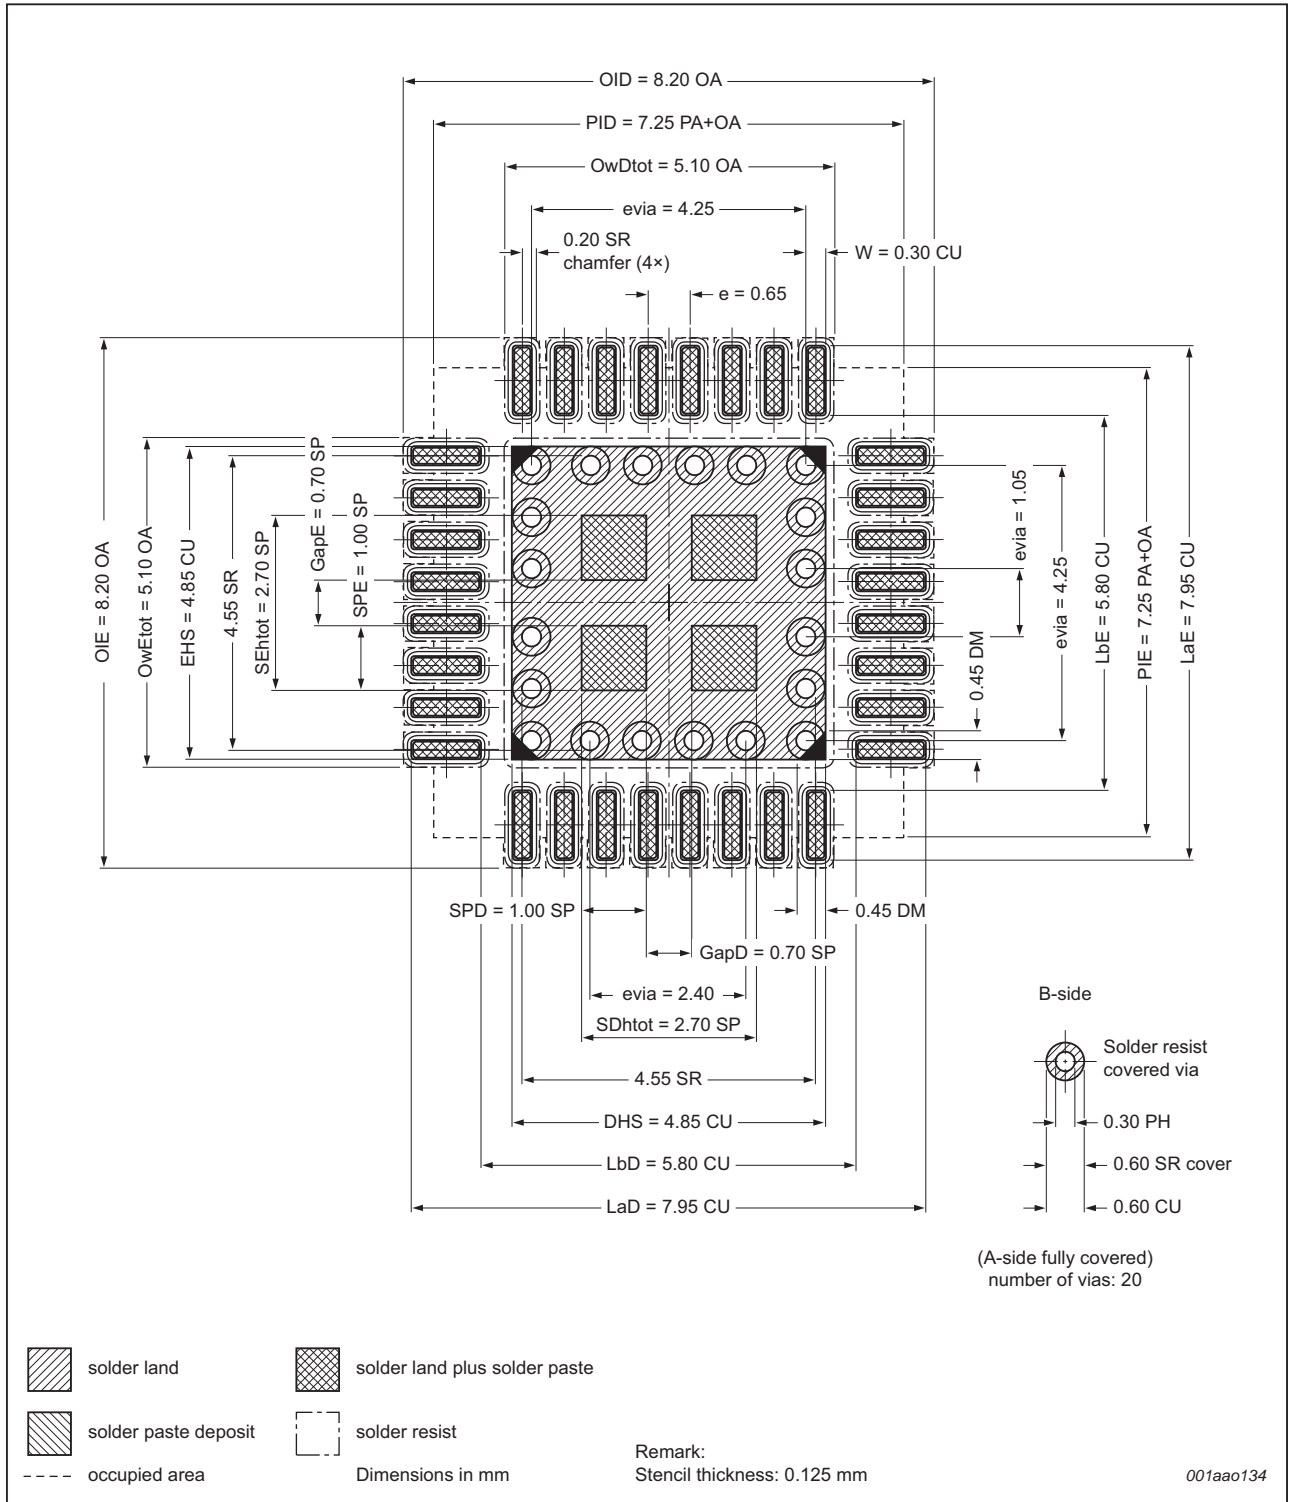 OID = 8.20 OA
PID = 7.25 PA+OA
OwDtot = 5.10 OA
evia = 4.25
0.20 SR
chamfer (4×)
W = 0.30 CU
e = 0.65
OIE = 8.20 OA
OwEtot = 5.10 OA
EHS = 4.85 CU
4.55 SR
SEhtot = 2.70 SP
GapE = 0.70 SP
SPE = 1.00 SP
evia = 1.05
0.45 DM
evia = 4.25
LbE = 5.80 CU
PIE = 7.25 PA+OA
LaE = 7.95 CU
SPD = 1.00 SP
0.45 DM
GapD = 0.70 SP
evia = 2.40
SDhtot = 2.70 SP
4.55 SR
DHS = 4.85 CU
LbD = 5.80 CU
LaD = 7.95 CU
B-side
Solder resist
covered via
0.30 PH
0.60 SR cover
0.60 CU
(A-side fully covered)
number of vias: 20
solder land
solder land plus solder paste
solder paste deposit
solder resist
occupied area
Dimensions in mm
Remark:
Stencil thickness: 0.125 mm
001aao134